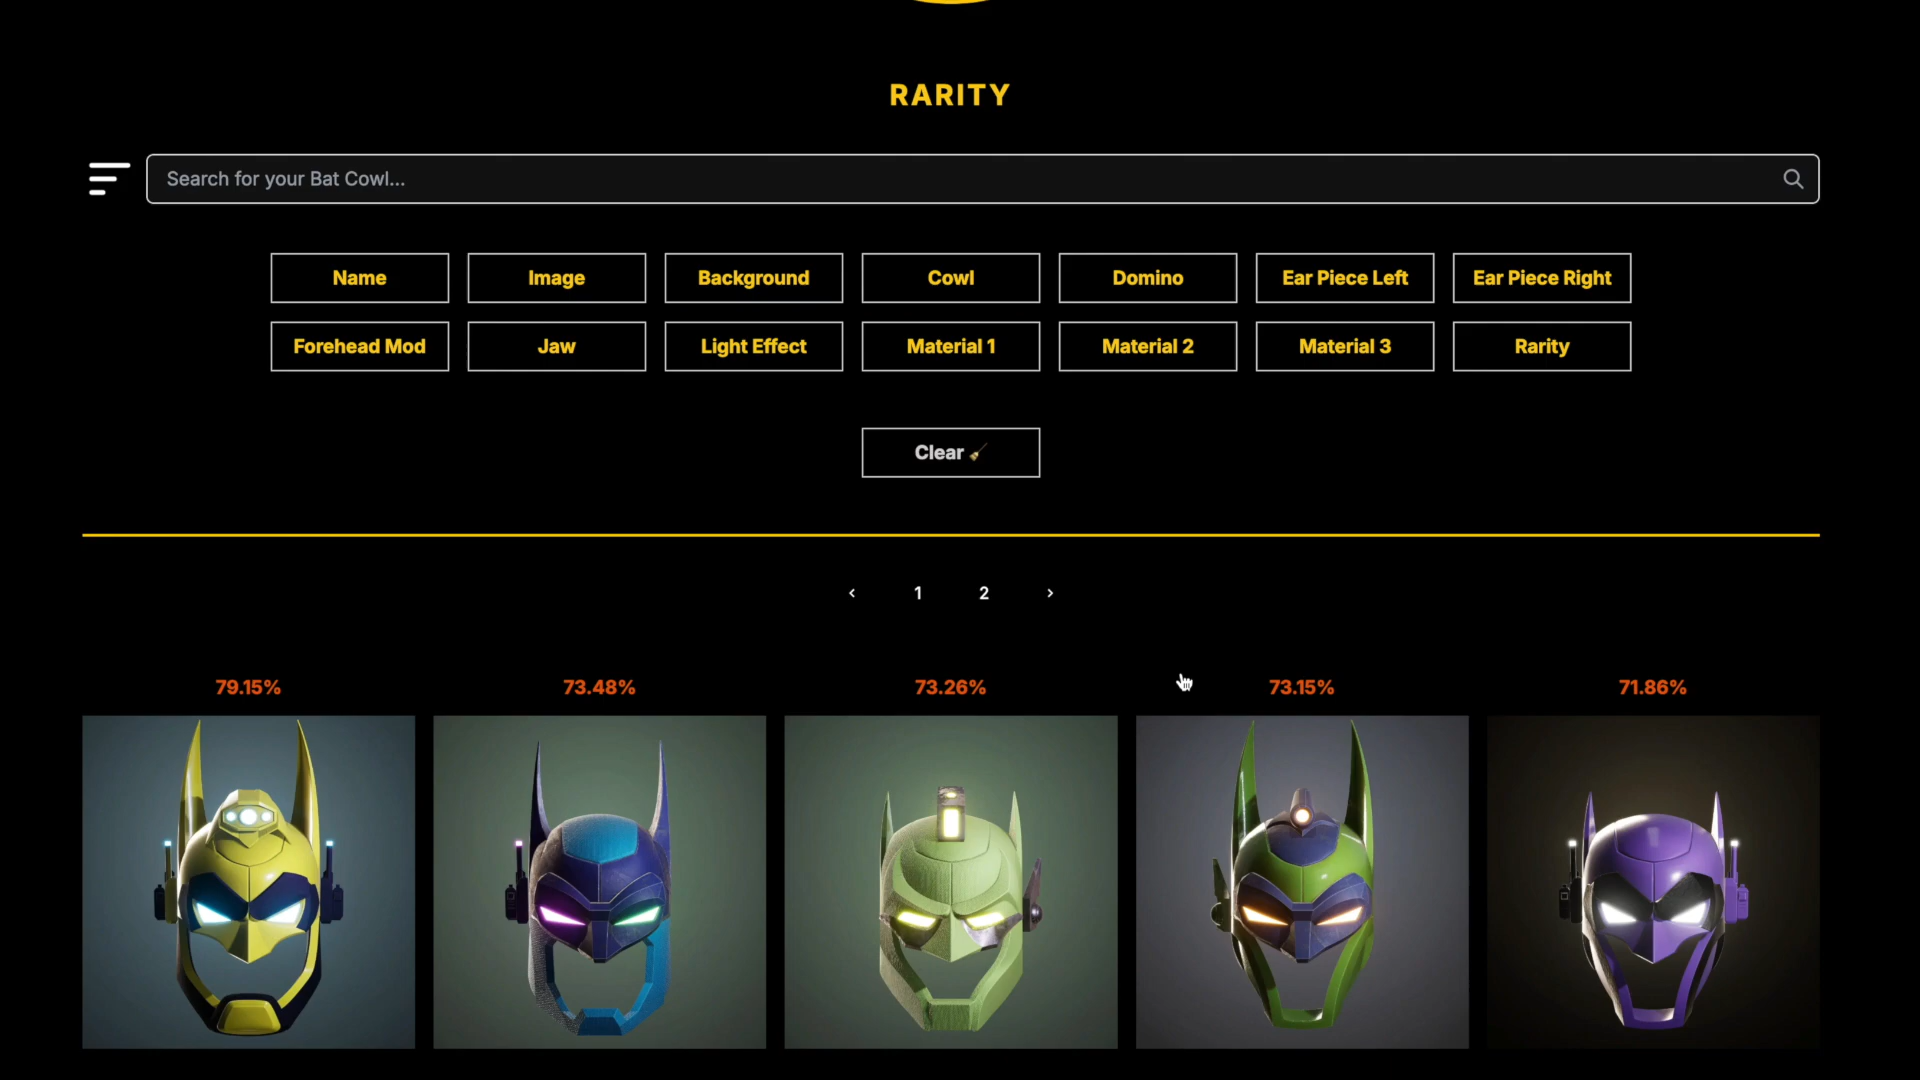 RARITY
Search for your Bat Cowl...
Name Image Background Cowl Domino Ear Piece Left Ear Piece Right
Forehead Mod Jaw Light Effect Material 1 Material 2 Material 3 Rarity
Clear 🧹
‹ 1 2 ›
79.15% 73.48% 73.26% 73.15% 71.86%